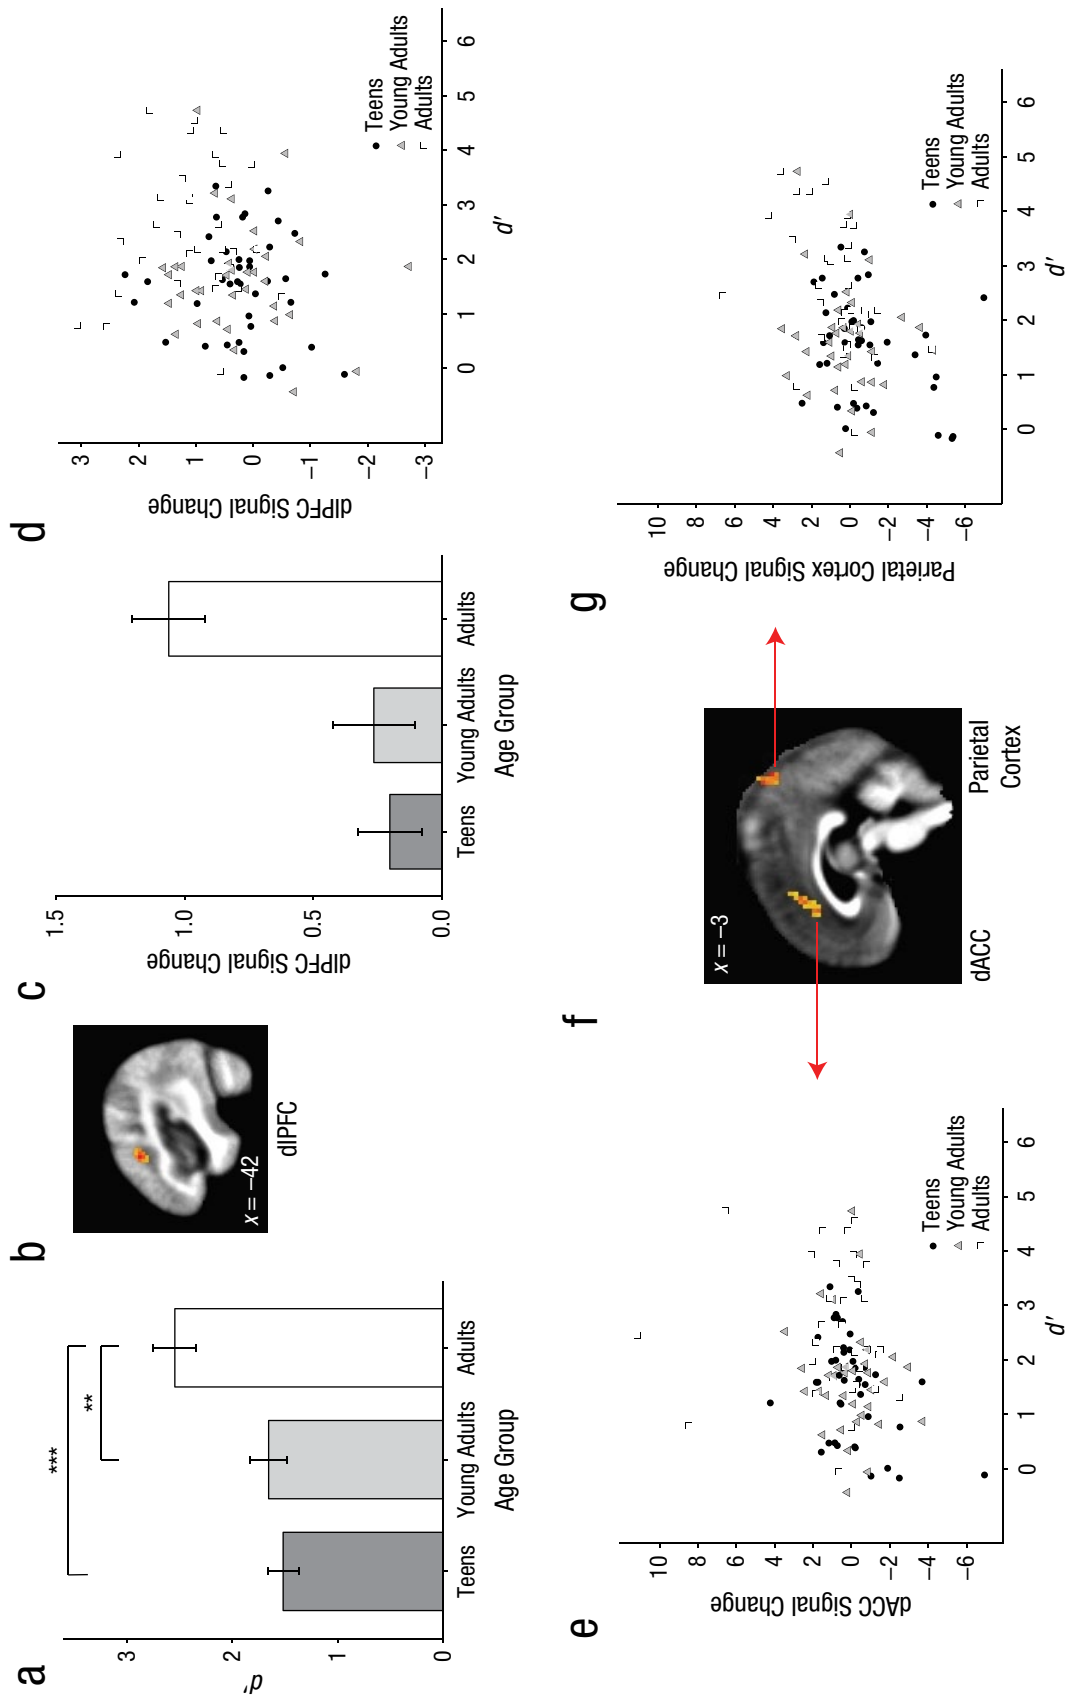 a
d′
3
2
1
0
***
**
Teens
Young Adults
Adults
Age Group
b
x = –42
dlPFC
c
dlPFC Signal Change
1.5
1.0
0.5
0.0
Teens
Young Adults
Adults
Age Group
d
dlPFC Signal Change
3
2
1
0
–1
–2
–3
0
1
2
3
4
5
6
d′
Teens
Young Adults
Adults
e
dACC Signal Change
10
8
6
4
2
0
–2
–4
–6
0
1
2
3
4
5
6
d′
Teens
Young Adults
Adults
f
x = –3
dACC
Parietal
Cortex
g
Parietal Cortex Signal Change
10
8
6
4
2
0
–2
–4
–6
0
1
2
3
4
5
6
d′
Teens
Young Adults
Adults